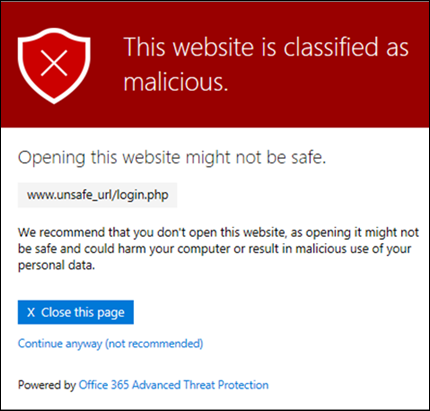 This website is classified as
malicious.
Opening this website might not be safe.
www.unsafe_url/login.php
We recommend that you don't open this website, as opening it might not
be safe and could harm your computer or result in malicious use of your
personal data.
X Close this page
Continue anyway (not recommended)
Powered by Office 365 Advanced Threat Protection